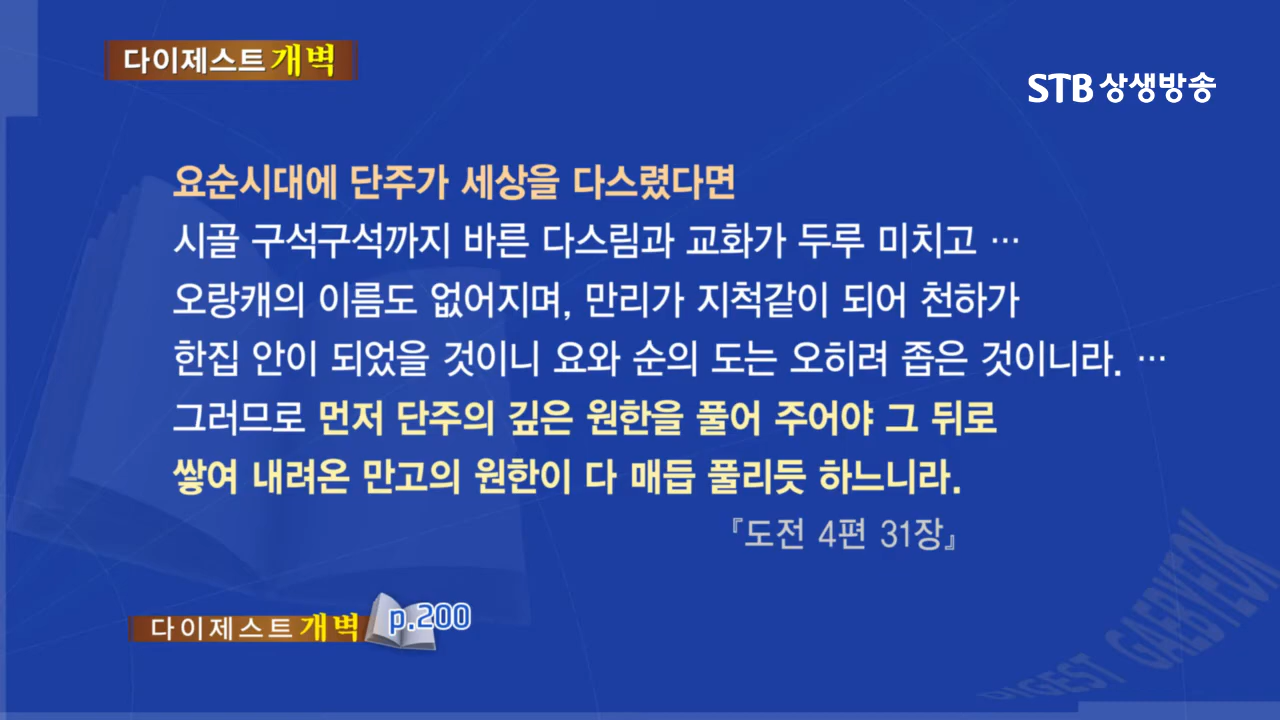 다이제스트개벽
STB 상생방송
요순시대에 단주가 세상을 다스렸다면
시골 구석구석까지 바른 다스림과 교화가 두루 미치고 …
오랑캐의 이름도 없어지며, 만리가 지척같이 되어 천하가
한집 안이 되었을 것이니 요와 순의 도는 오히려 좁은 것이니라. …
그러므로 먼저 단주의 깊은 원한을 풀어 주어야 그 뒤로
쌓여 내려온 만고의 원한이 다 매듭 풀리듯 하느니라.
『도전 4편 31장』
다이제스트개벽 p.200
DIGEST GAEBYEOK